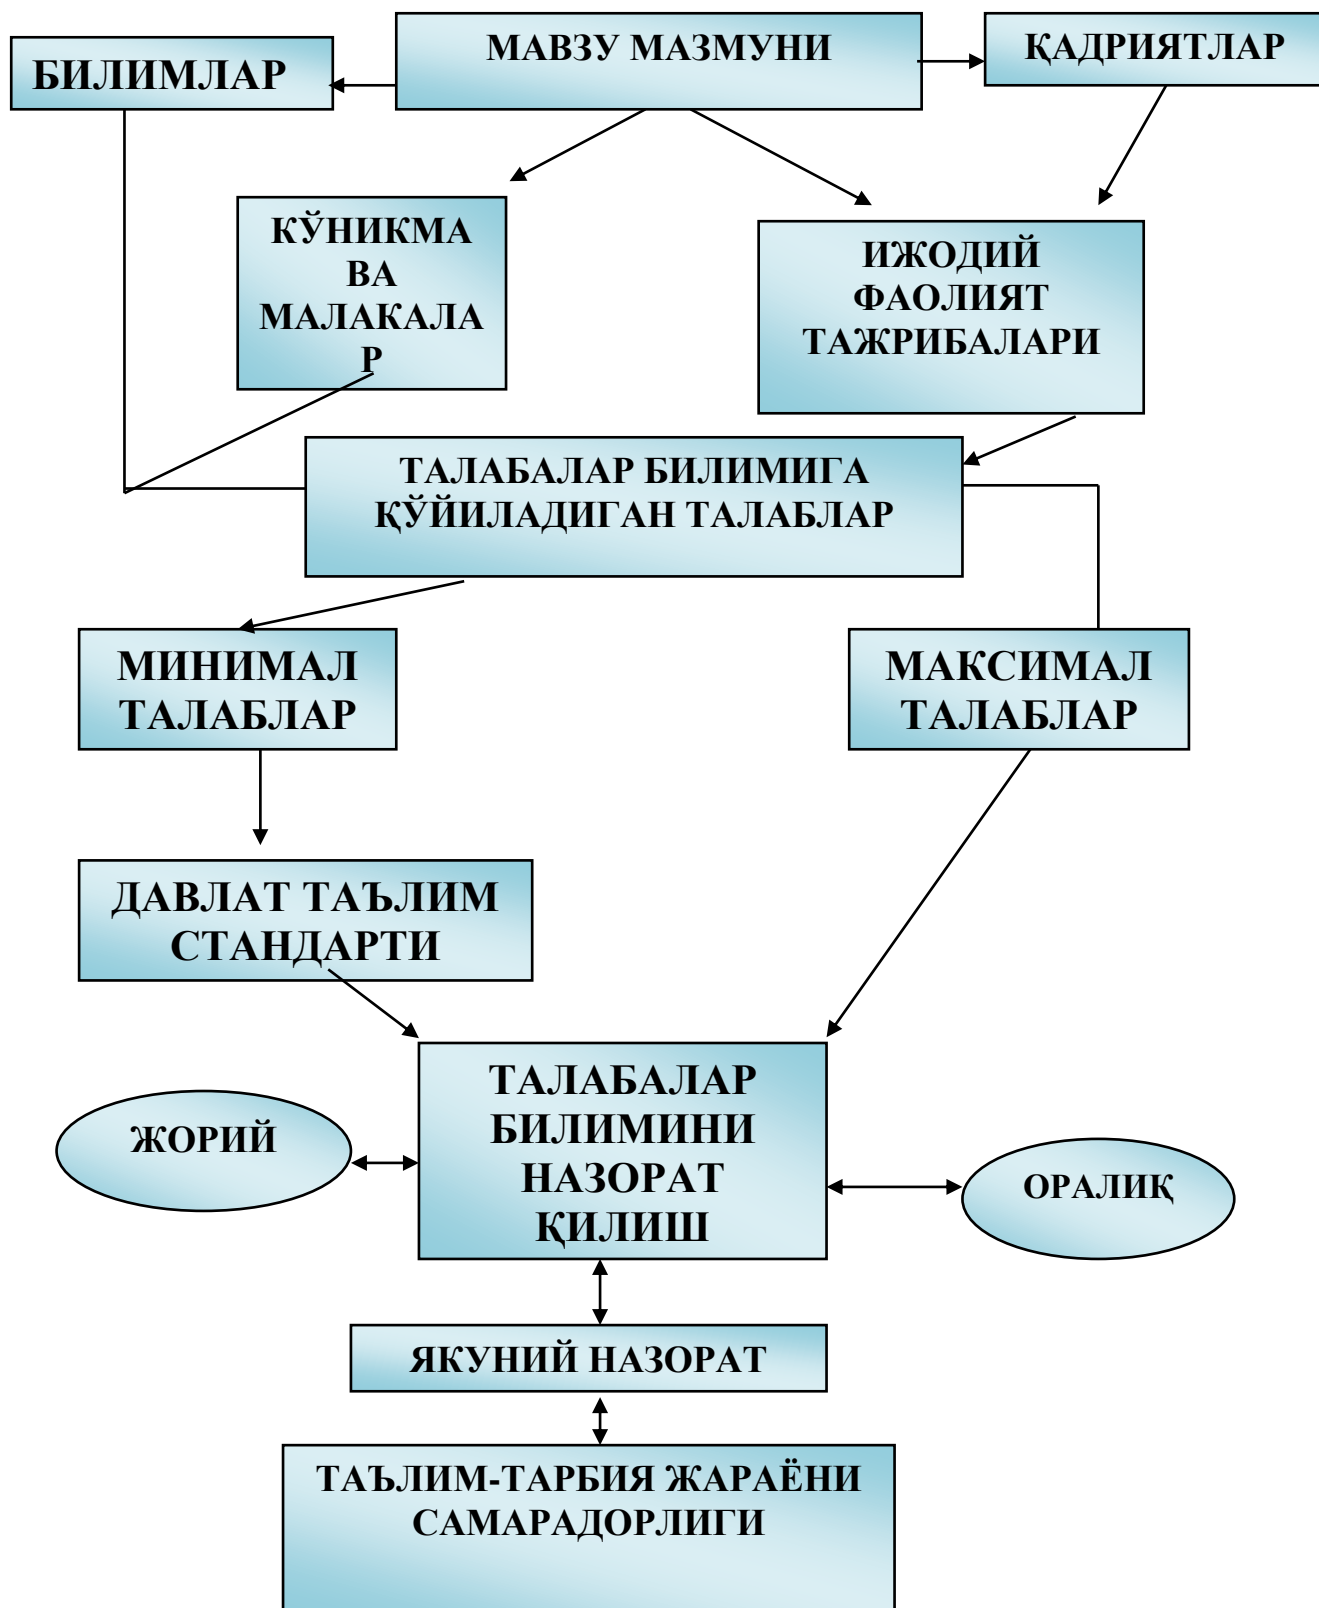 БИЛИМЛАР
МАВЗУ МАЗМУНИ
ҚАДРИЯТЛАР
КЎНИКМА
ВА
МАЛАКАЛА
Р
ИЖОДИЙ
ФАОЛИЯТ
ТАЖРИБАЛАРИ
ТАЛАБАЛАР БИЛИМИГА
ҚЎЙИЛАДИГАН ТАЛАБЛАР
МИНИМАЛ
ТАЛАБЛАР
МАКСИМАЛ
ТАЛАБЛАР
ДАВЛАТ ТАЪЛИМ
СТАНДАРТИ
ТАЛАБАЛАР
БИЛИМИНИ
НАЗОРАТ
ҚИЛИШ
ЖОРИЙ
ОРАЛИҚ
ЯКУНИЙ НАЗОРАТ
ТАЪЛИМ-ТАРБИЯ ЖАРАЁНИ
САМАРАДОРЛИГИ